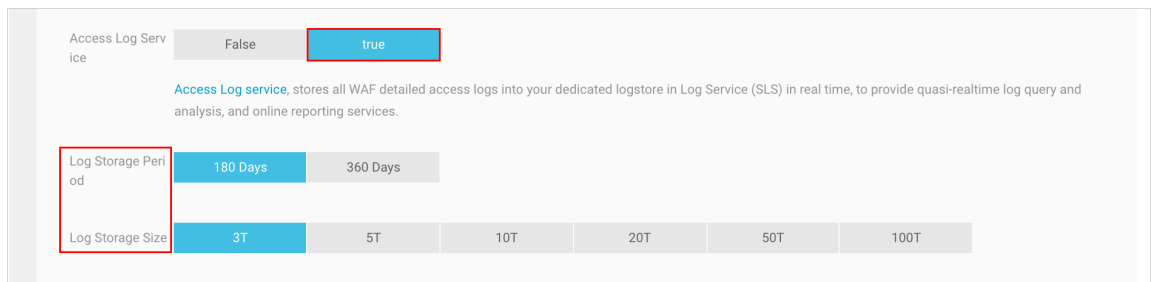 Access Log Serv
ice
False
true
Access Log service, stores all WAF detailed access logs into your dedicated logstore in Log Service (SLS) in real time, to provide quasi-realtime log query and
analysis, and online reporting services.
Log Storage Peri
od
180 Days
360 Days
Log Storage Size
3T
5T
10T
20T
50T
100T